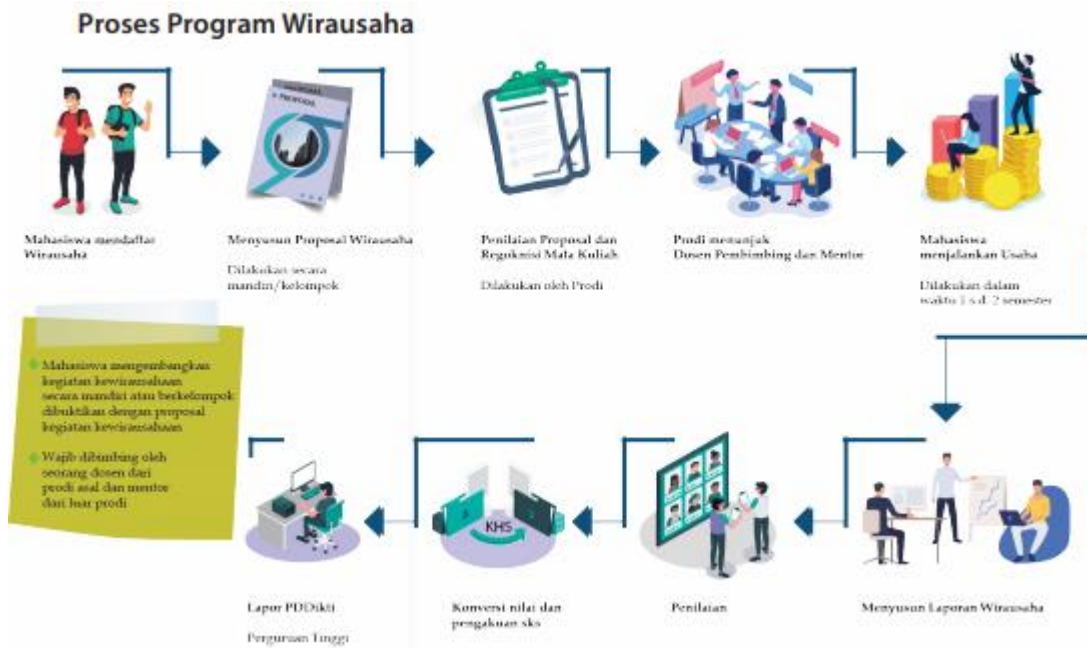 Proses Program Wirausaha
PROPOSAL
Mahasiswa mendaftar
Wirausaha
Menyusun Proposal Wirausaha
Dilakukan secara
mandiri/kelompok
Penilaian Proposal dan
Regoknisi Mata Kuliah
Dilakukan oleh Prodi
Prodi menunjuk
Dosen Pembimbing dan Mentor
Mahasiswa
menjalankan Usaha
Dilakukan dalam
waktu 1 s.d. 2 semester
Mahasiswa mengembangkan
kegiatan kewirausahaan
secara mandiri atau berkelompok
dibuktikan dengan proposal
kegiatan kewirausahaan
Wajib dibimbing oleh
seorang dosen dari
prodi asal dan mentor
dari luar prodi
KHS
Lapor PDDikti
Perguruan Tinggi
Konversi nilai dan
pengakuan sks
Penilaian
Menyusun Laporan Wirausaha